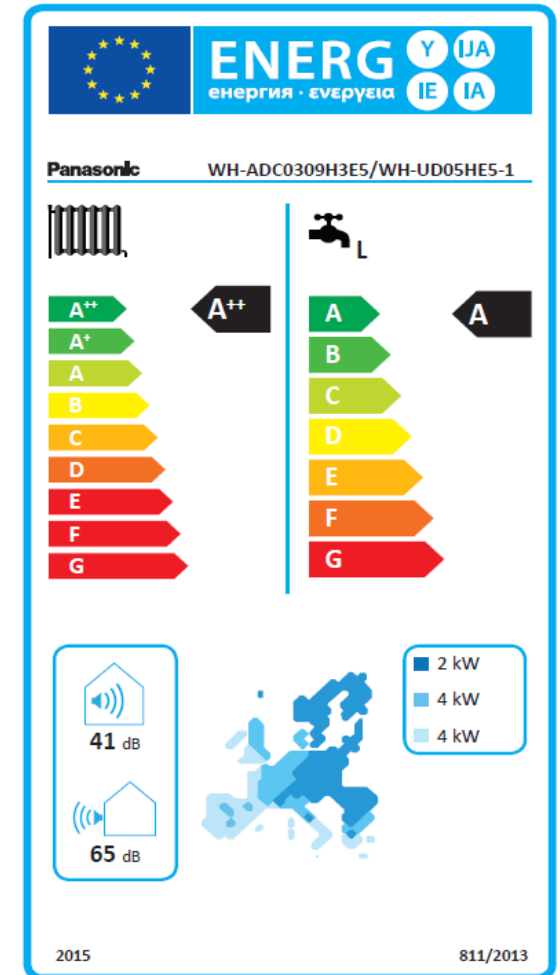 ENERG Y IJA
енергия · ενεργεια IE IA
Panasonic WH-ADC0309H3E5/WH-UD05HE5-1
L
A++ A++ A A
A+ B
A C
B D
C E
D F
E G
F
G
2 kW
4 kW
4 kW
41 dB
65 dB
2015 811/2013